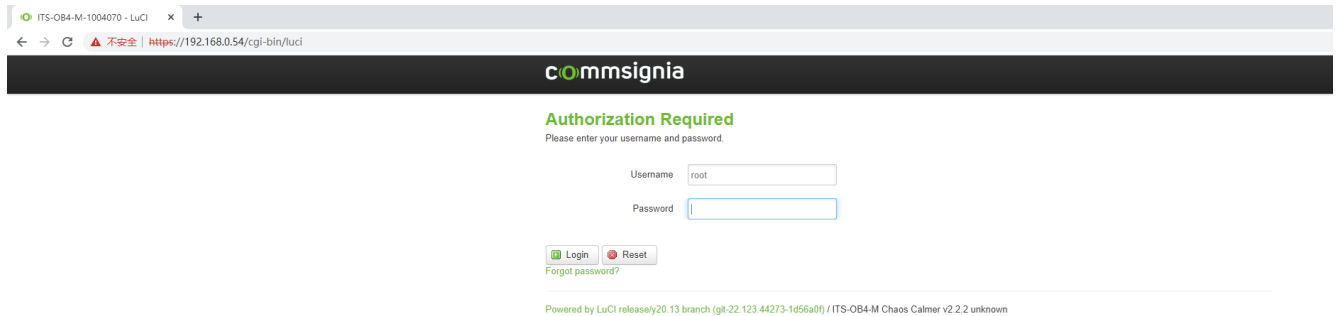 ITS-OB4-M-1004070 - LuCI
不安全 | https://192.168.0.54/cgi-bin/luci
commsignia
Authorization Required
Please enter your username and password.
Username root
Password
Login Reset
Forgot password?
Powered by LuCI release/y20.13 branch (git-22.123.44273-1d56a0f) / ITS-OB4-M Chaos Calmer v2.2.2 unknown